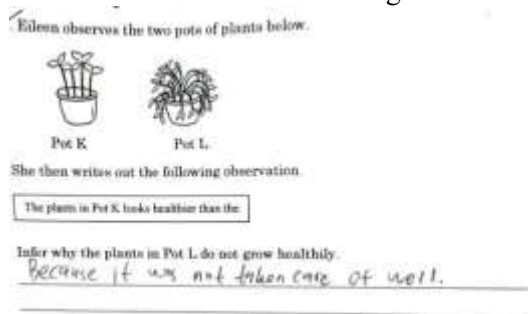 Eileen observes the two pots of plants below.
Pot K Pot L
She then writes out the following observation
The plants in Pot K looks healthier than the
Infer why the plants in Pot L do not grow healthily.
Because it was not taken care of well.